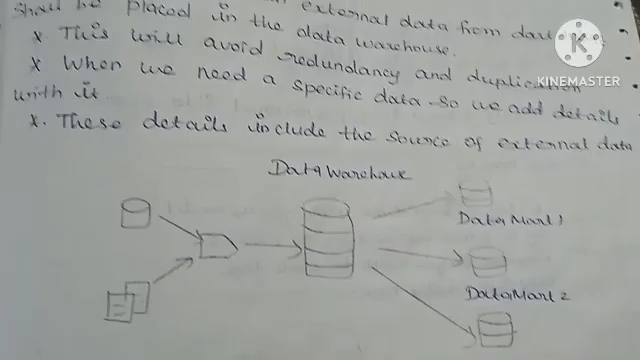 shall be placed in the data warehouse.
external data from data
x This will avoid redundancy and duplication
x When we need a specific data so we add details
with it
x. These details include the source of external data
Data Warehouse
Data Mart 1
Data Mart 2
KINEMASTER